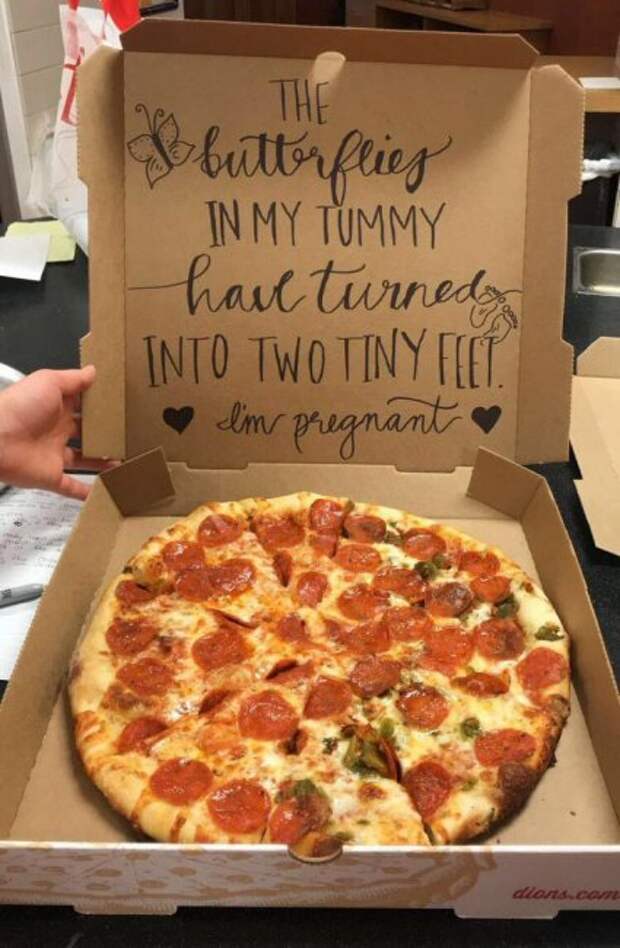 THE
butterflies
IN MY TUMMY
have turned
INTO TWO TINY FEET.
I'm pregnant
dions.com